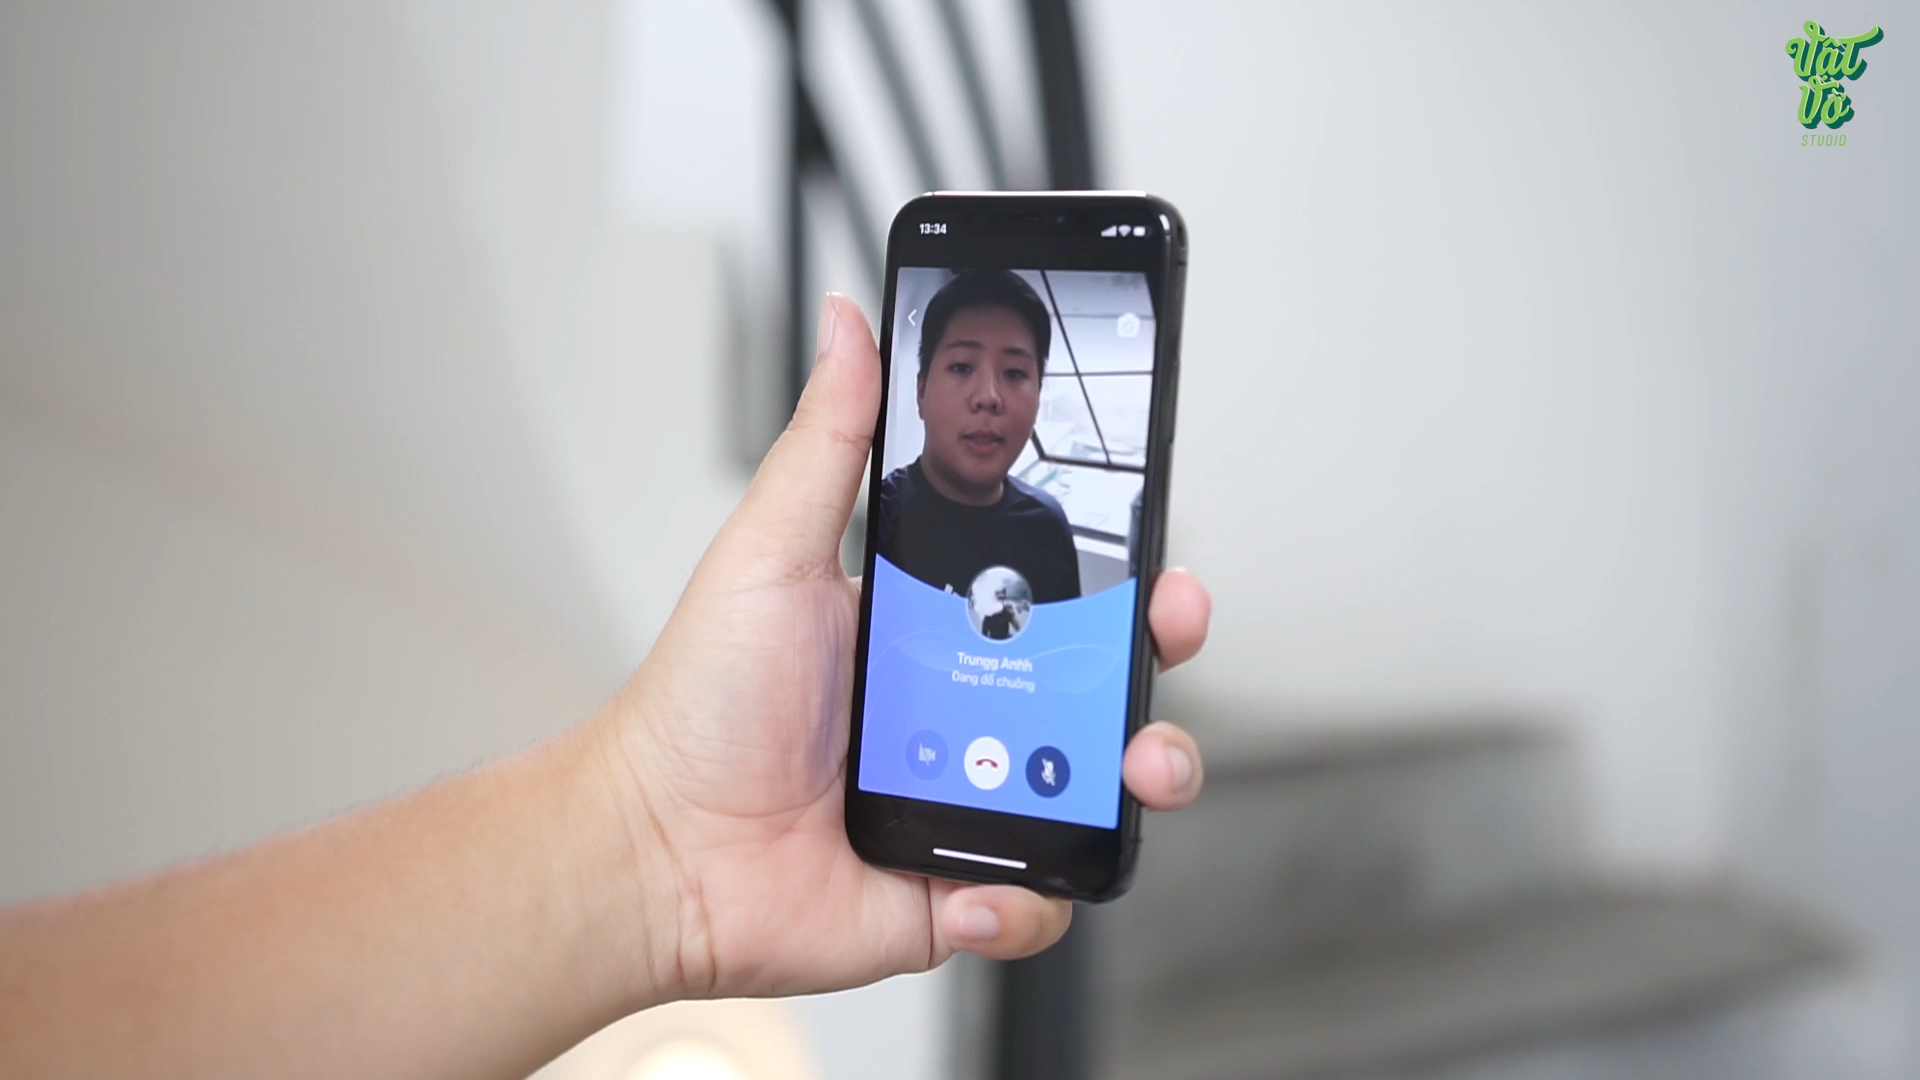 Vật
Vờ
STUDIO
13:34
Trungg Anhh
Đang đổ chuông